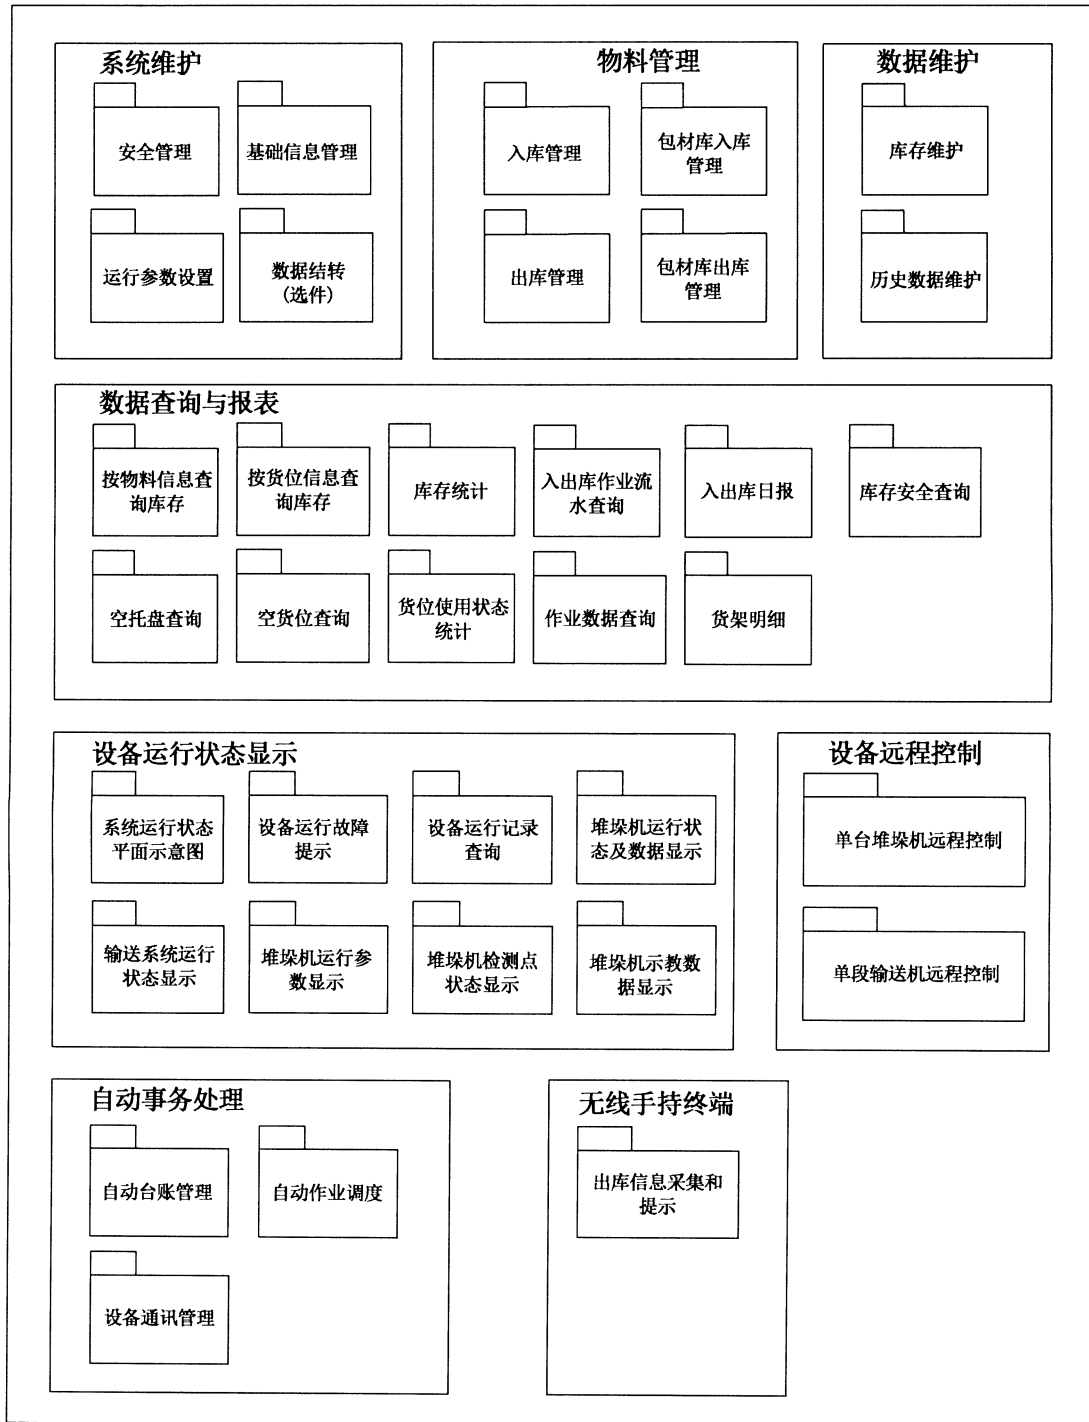 系统维护
安全管理
基础信息管理
运行参数设置
数据结转
(选件)
物料管理
入库管理
包材库入库
管理
出库管理
包材库出库
管理
数据维护
库存维护
历史数据维护
数据查询与报表
按物料信息查
询库存
按货位信息查
询库存
库存统计
入出库作业流
水查询
入出库日报
库存安全查询
空托盘查询
空货位查询
货位使用状态
统计
作业数据查询
货架明细
设备运行状态显示
系统运行状态
平面示意图
设备运行故障
提示
设备运行记录
查询
堆垛机运行状
态及数据显示
输送系统运行
状态显示
堆垛机运行参
数显示
堆垛机检测点
状态显示
堆垛机示教数
据显示
设备远程控制
单台堆垛机远程控制
单段输送机远程控制
自动事务处理
自动台账管理
自动作业调度
设备通讯管理
无线手持终端
出库信息采集和
提示